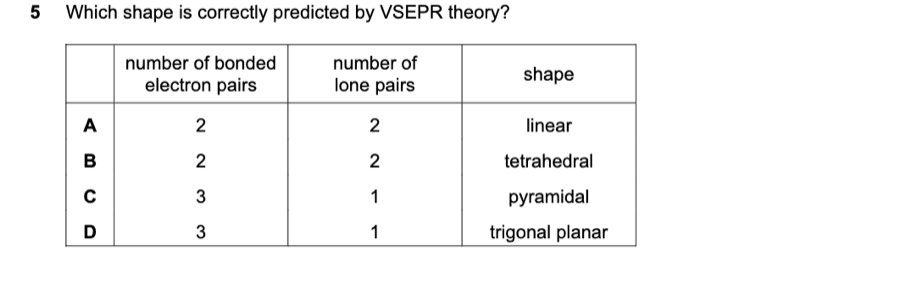 5 Which shape is correctly predicted by VSEPR theory?
number of bonded electron pairs number of lone pairs shape
A 2 2 linear
B 2 2 tetrahedral
C 3 1 pyramidal
D 3 1 trigonal planar